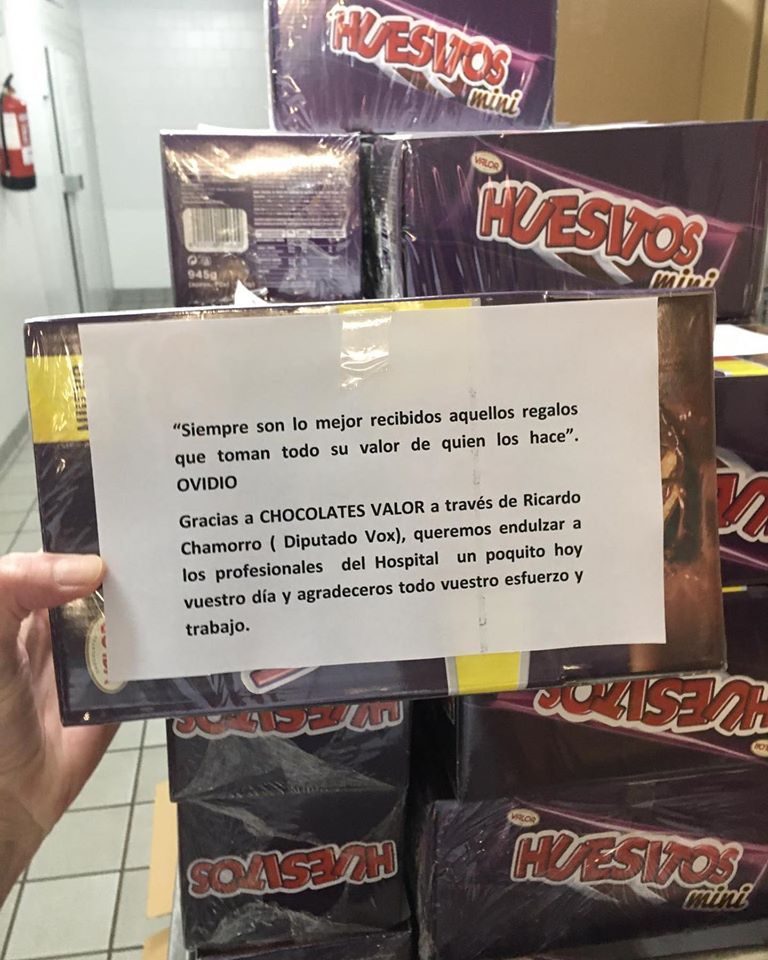 HUESITOS
mini
945g
VALOR
HUESITOS
mini
“Siempre son lo mejor recibidos aquellos regalos
que toman todo su valor de quien los hace”.
OVIDIO
Gracias a CHOCOLATES VALOR a través de Ricardo
Chamorro ( Diputado Vox), queremos endulzar a
los profesionales del Hospital un poquito hoy
vuestro día y agradeceros todo vuestro esfuerzo y
trabajo.
HUESITOS
HUESITOS
HUESITOS
VALOR
HUESITOS
mini